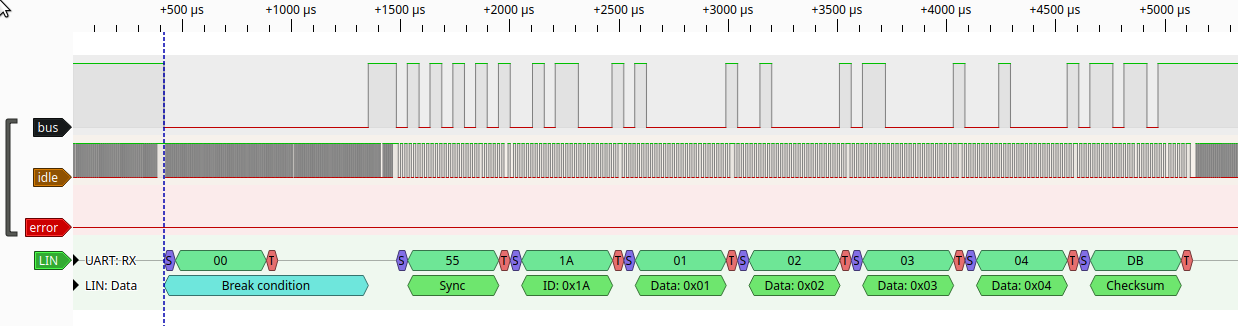 +500 µs +1000 µs +1500 µs +2000 µs +2500 µs +3000 µs +3500 µs +4000 µs +4500 µs +5000 µs
bus
idle
error
LIN UART: RX S 00 T S 55 T S 1A T S 01 T S 02 T S 03 T S 04 T S DB T
LIN: Data Break condition Sync ID: 0x1A Data: 0x01 Data: 0x02 Data: 0x03 Data: 0x04 Checksum